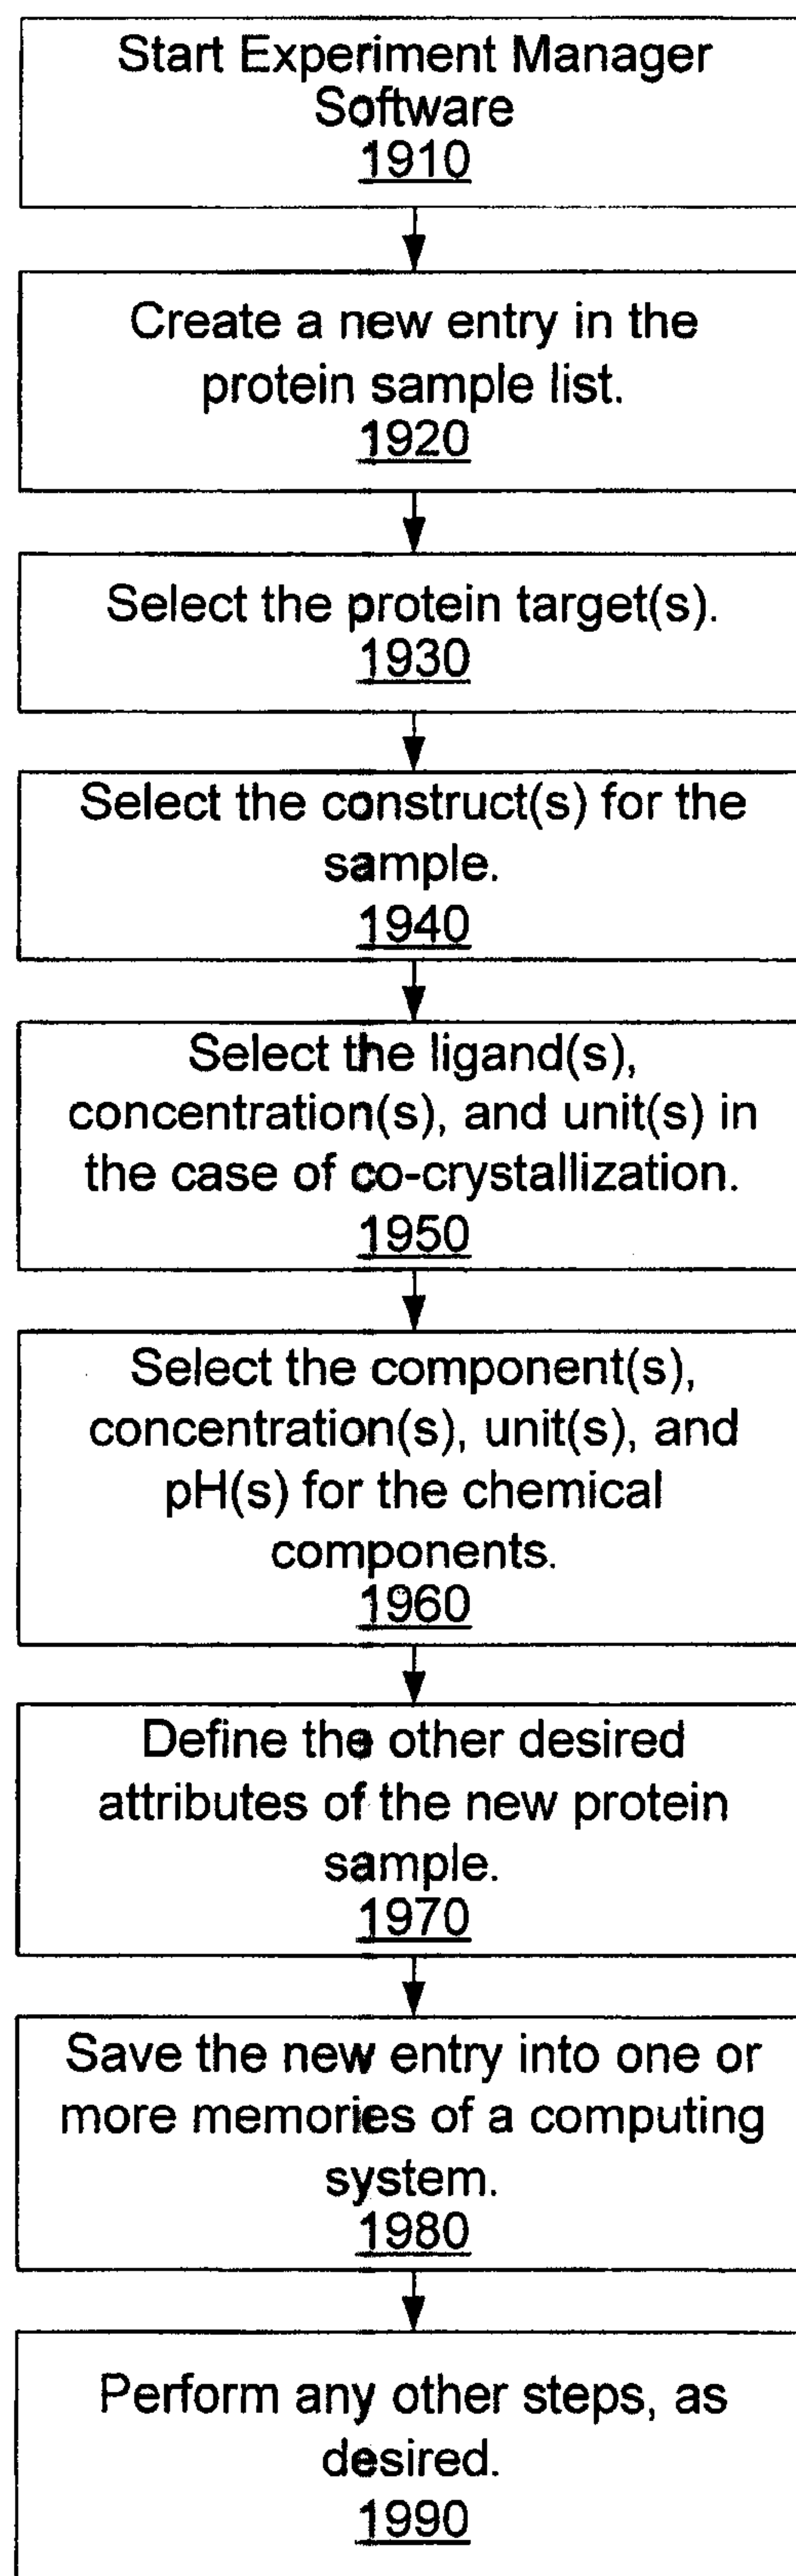 Start Experiment Manager
Software
1910
Create a new entry in the
protein sample list.
1920
Select the protein target(s).
1930
Select the construct(s) for the
sample.
1940
Select the ligand(s),
concentration(s), and unit(s) in
the case of co-crystallization.
1950
Select the component(s),
concentration(s), unit(s), and
pH(s) for the chemical
components.
1960
Define the other desired
attributes of the new protein
sample.
1970
Save the new entry into one or
more memories of a computing
system.
1980
Perform any other steps, as
desired.
1990